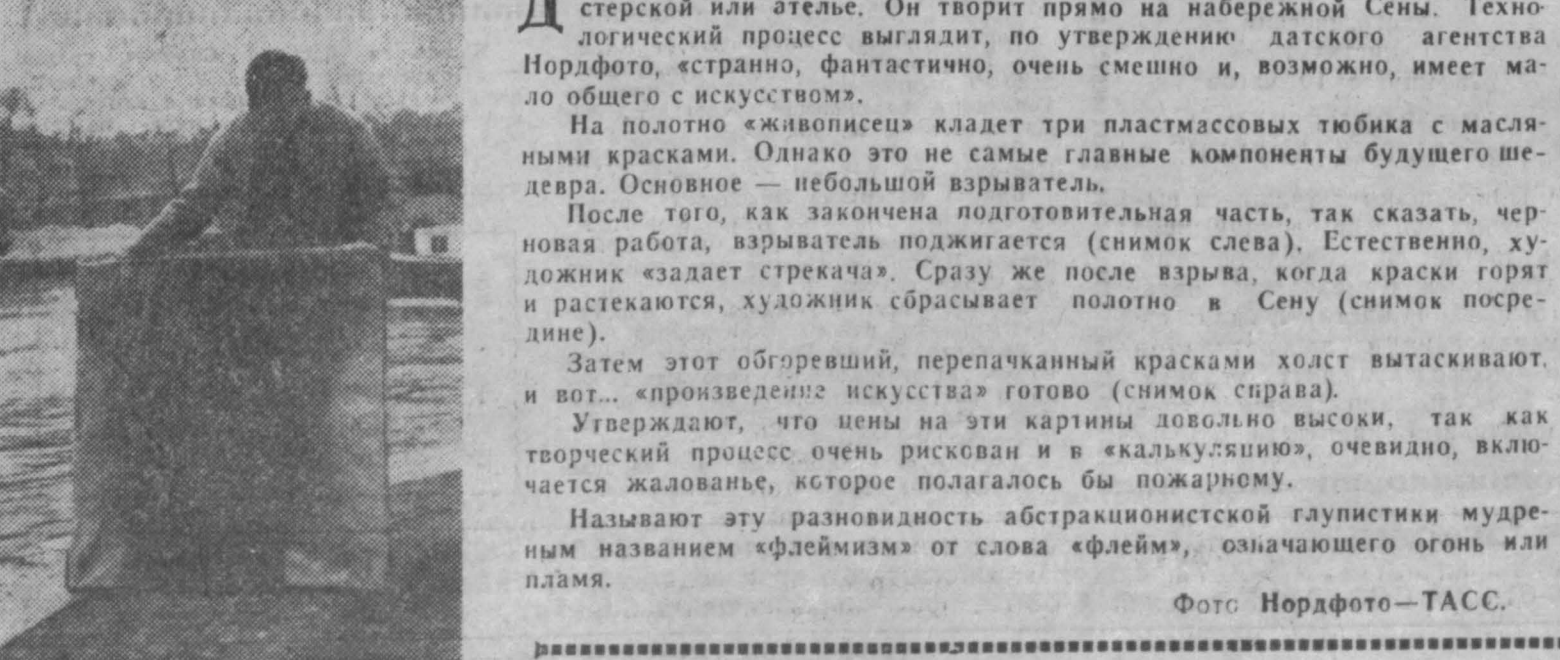 Д стерской или ателье. Он творит прямо на набережной Сены. Техно-
логический процесс выглядит, по утверждению датского агентства
Нордфото, «странно, фантастично, очень смешно и, возможно, имеет ма-
ло общего с искусством».
На полотно «живописец» кладет три пластмассовых тюбика с масля-
ными красками. Однако это не самые главные компоненты будущего ше-
девра. Основное — небольшой взрыватель.
После того, как закончена подготовительная часть, так сказать, чер-
новая работа, взрыватель поджигается (снимок слева). Естественно, ху-
дожник «задает стрекача». Сразу же после взрыва, когда краски горят
и растекаются, художник сбрасывает полотно в Сену (снимок посре-
дине).
Затем этот обгоревший, перепачканный красками холст вытаскивают,
и вот... «произведение искусства» готово (снимок справа).
Утверждают, что цены на эти картины довольно высоки, так как
творческий процесс очень рискован и в «калькуляцию», очевидно, вклю-
чается жалованье, которое полагалось бы пожарному.
Называют эту разновидность абстракционистской глупистики мудре-
ным названием «флеймизм» от слова «флейм», означающего огонь или
пламя.
Фото Нордфото—ТАСС.